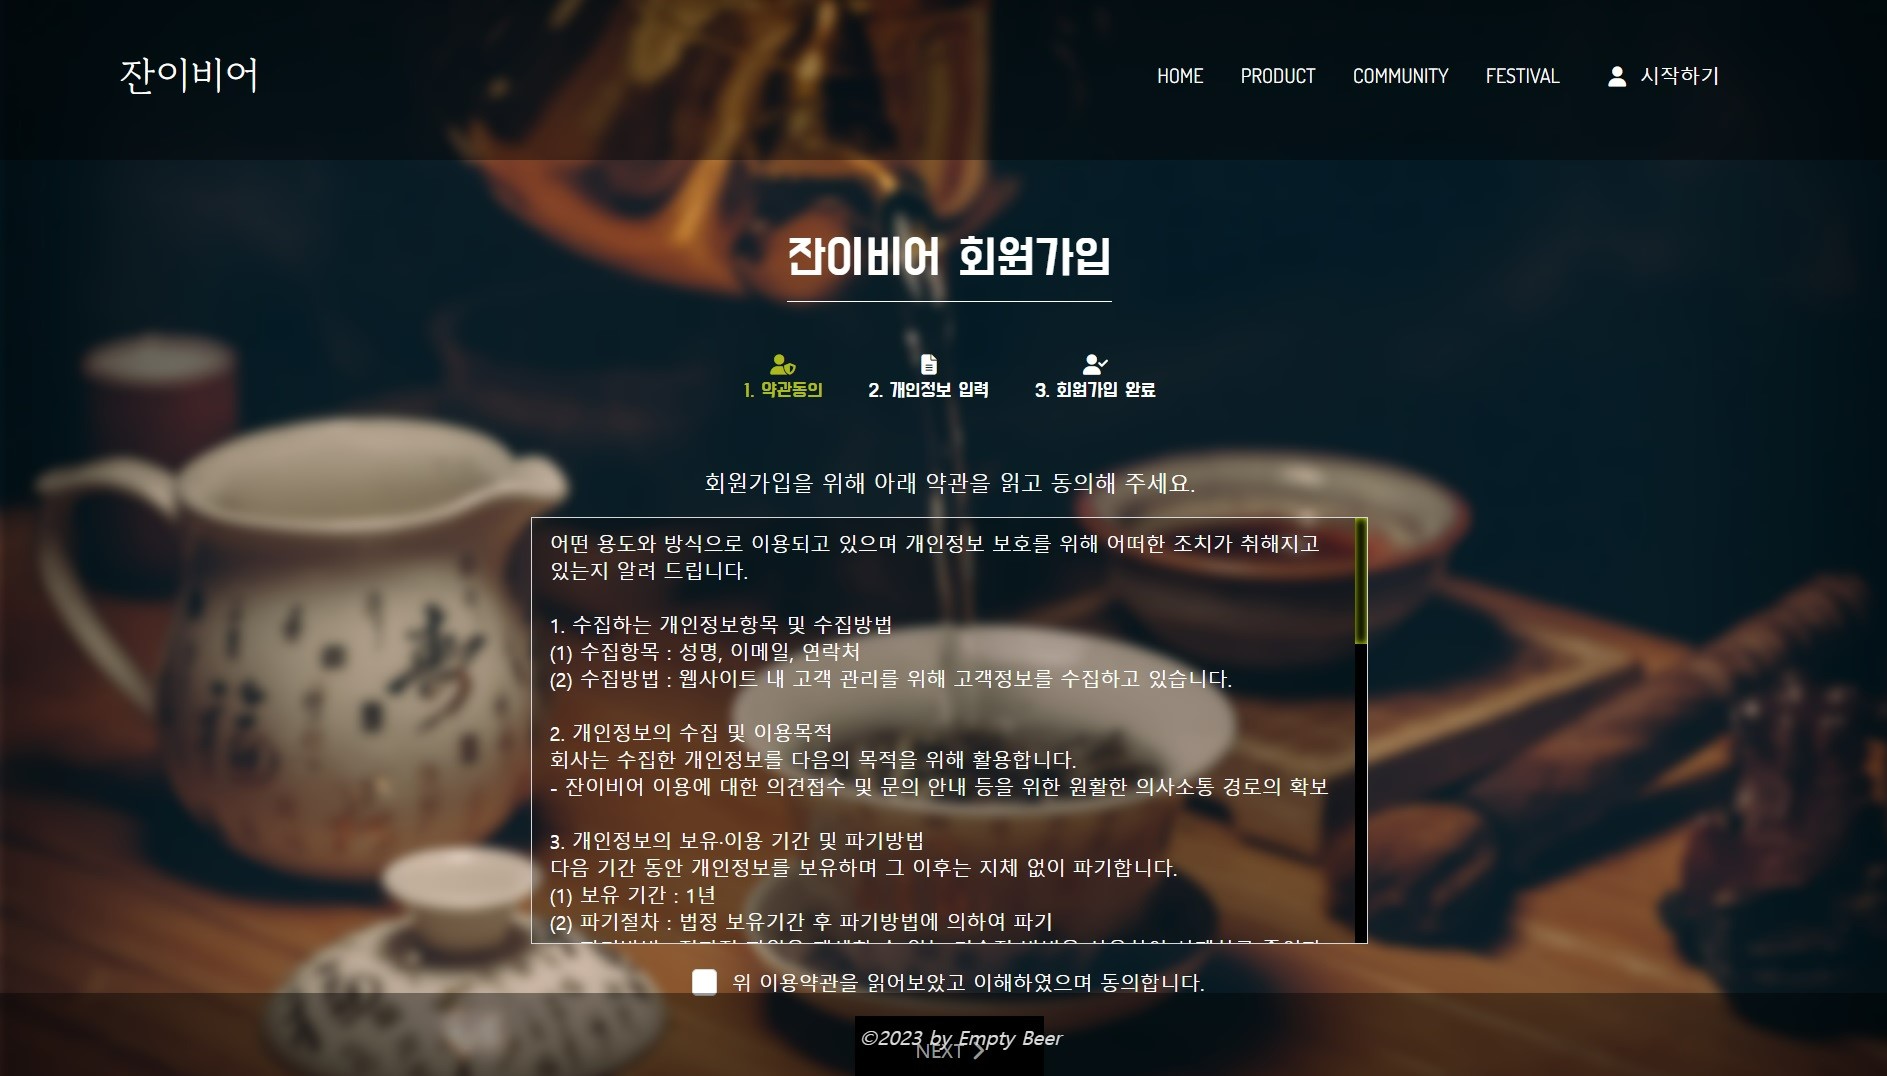 잔이비어
HOME PRODUCT COMMUNITY FESTIVAL 시작하기
잔이비어 회원가입
1. 약관동의 2. 개인정보 입력 3. 회원가입 완료
회원가입을 위해 아래 약관을 읽고 동의해 주세요.
어떤 용도와 방식으로 이용되고 있으며 개인정보 보호를 위해 어떠한 조치가 취해지고
있는지 알려 드립니다.
1. 수집하는 개인정보항목 및 수집방법
(1) 수집항목 : 성명, 이메일, 연락처
(2) 수집방법 : 웹사이트 내 고객 관리를 위해 고객정보를 수집하고 있습니다.
2. 개인정보의 수집 및 이용목적
회사는 수집한 개인정보를 다음의 목적을 위해 활용합니다.
- 잔이비어 이용에 대한 의견접수 및 문의 안내 등을 위한 원활한 의사소통 경로의 확보
3. 개인정보의 보유·이용 기간 및 파기방법
다음 기간 동안 개인정보를 보유하며 그 이후는 지체 없이 파기합니다.
(1) 보유 기간 : 1년
(2) 파기절차 : 법정 보유기간 후 파기방법에 의하여 파기
위 이용약관을 읽어보았고 이해하였으며 동의합니다.
©2023 by Empty Beer
NEXT